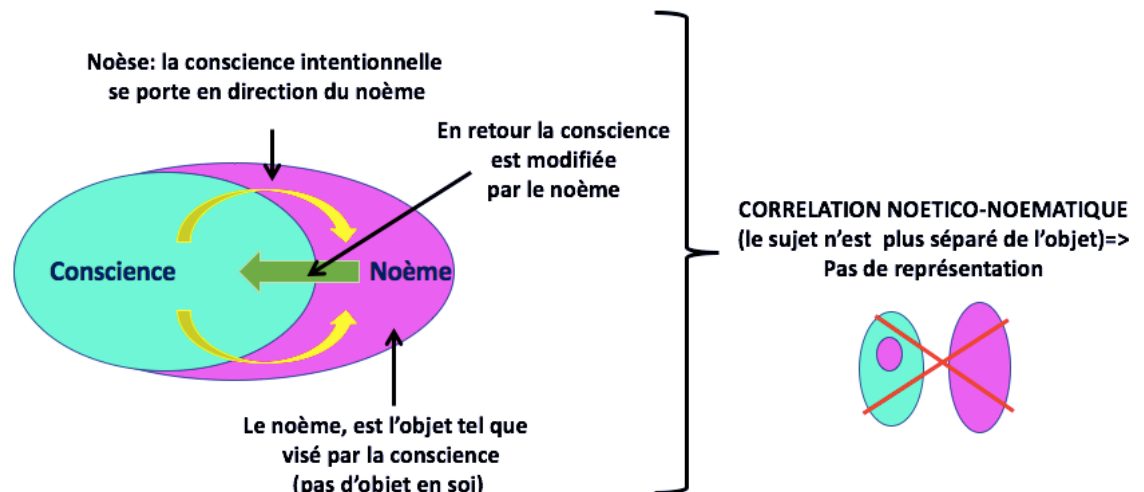 Noèse: la conscience intentionnelle
se porte en direction du noème
En retour la conscience
est modifiée
par le noème
Conscience
Noème
Le noème, est l'objet tel que
visé par la conscience
(pas d'objet en soi)
CORRELATION NOETICO-NOEMATIQUE
(le sujet n'est plus séparé de l'objet)=>
Pas de représentation